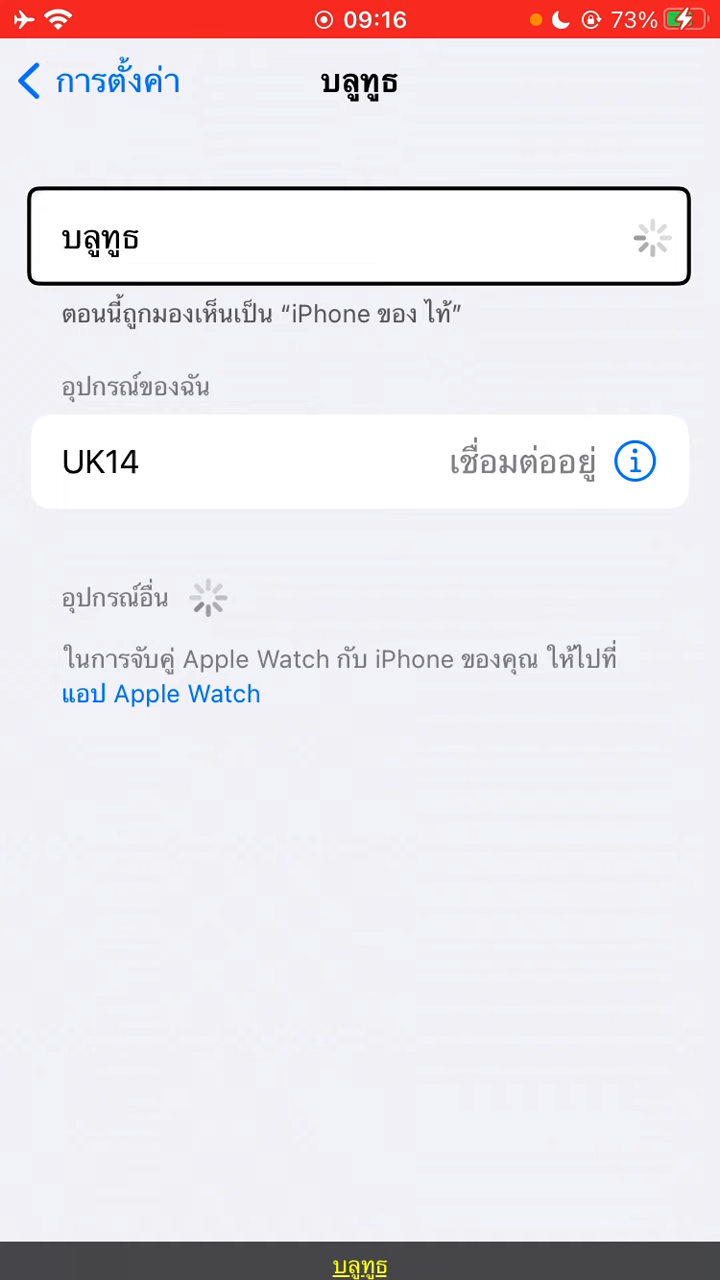 09:16 73%
การตั้งค่า บลูทูธ
บลูทูธ
ตอนนี้ถูกมองเห็นเป็น “iPhone ของ ไท้”
อุปกรณ์ของฉัน
UK14 เชื่อมต่ออยู่
อุปกรณ์อื่น
ในการจับคู่ Apple Watch กับ iPhone ของคุณ ให้ไปที่
แอป Apple Watch
บลูทูธ